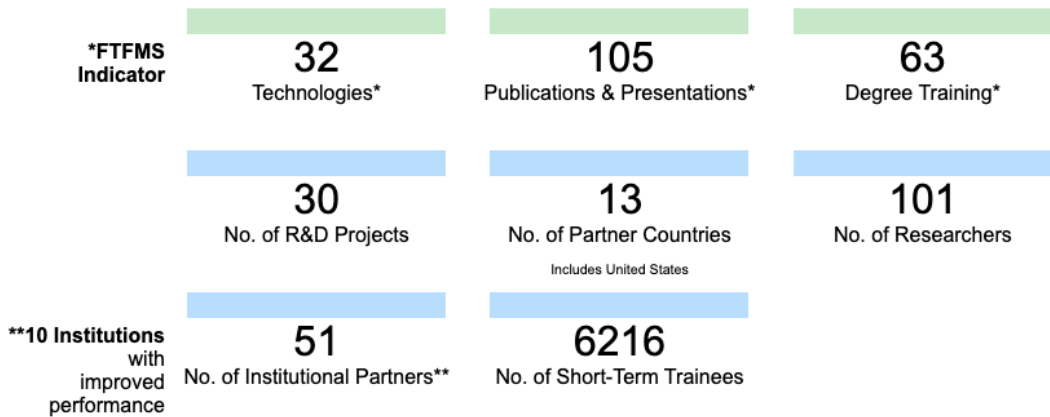 *FTFMS
Indicator
32
Technologies*
105
Publications & Presentations*
63
Degree Training*
30
No. of R&D Projects
13
No. of Partner Countries
Includes United States
101
No. of Researchers
**10 Institutions
with
improved
performance
51
No. of Institutional Partners**
6216
No. of Short-Term Trainees